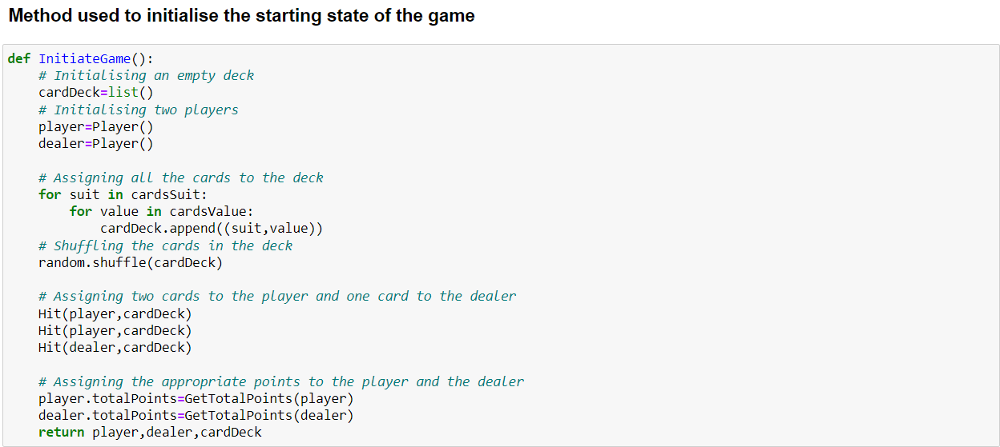 Method used to initialise the starting state of the game
def InitiateGame():
    # Initialising an empty deck
    cardDeck=list()
    # Initialising two players
    player=Player()
    dealer=Player()

    # Assigning all the cards to the deck
    for suit in cardsSuit:
        for value in cardsValue:
            cardDeck.append((suit,value))
    # Shuffling the cards in the deck
    random.shuffle(cardDeck)

    # Assigning two cards to the player and one card to the dealer
    Hit(player,cardDeck)
    Hit(player,cardDeck)
    Hit(dealer,cardDeck)

    # Assigning the appropriate points to the player and the dealer
    player.totalPoints=GetTotalPoints(player)
    dealer.totalPoints=GetTotalPoints(dealer)
    return player,dealer,cardDeck